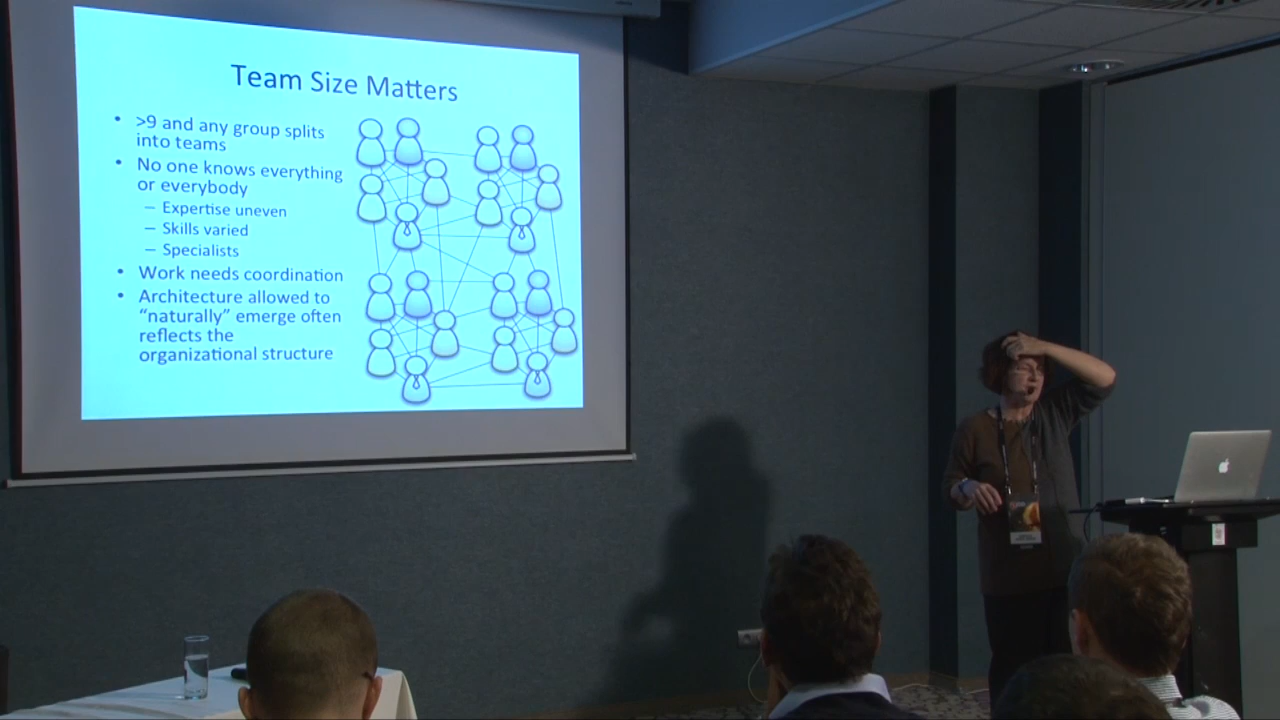 Team Size Matters
• >9 and any group splits
into teams
• No one knows everything
or everybody
– Expertise uneven
– Skills varied
– Specialists
• Work needs coordination
• Architecture allowed to
“naturally” emerge often
reflects the
organizational structure